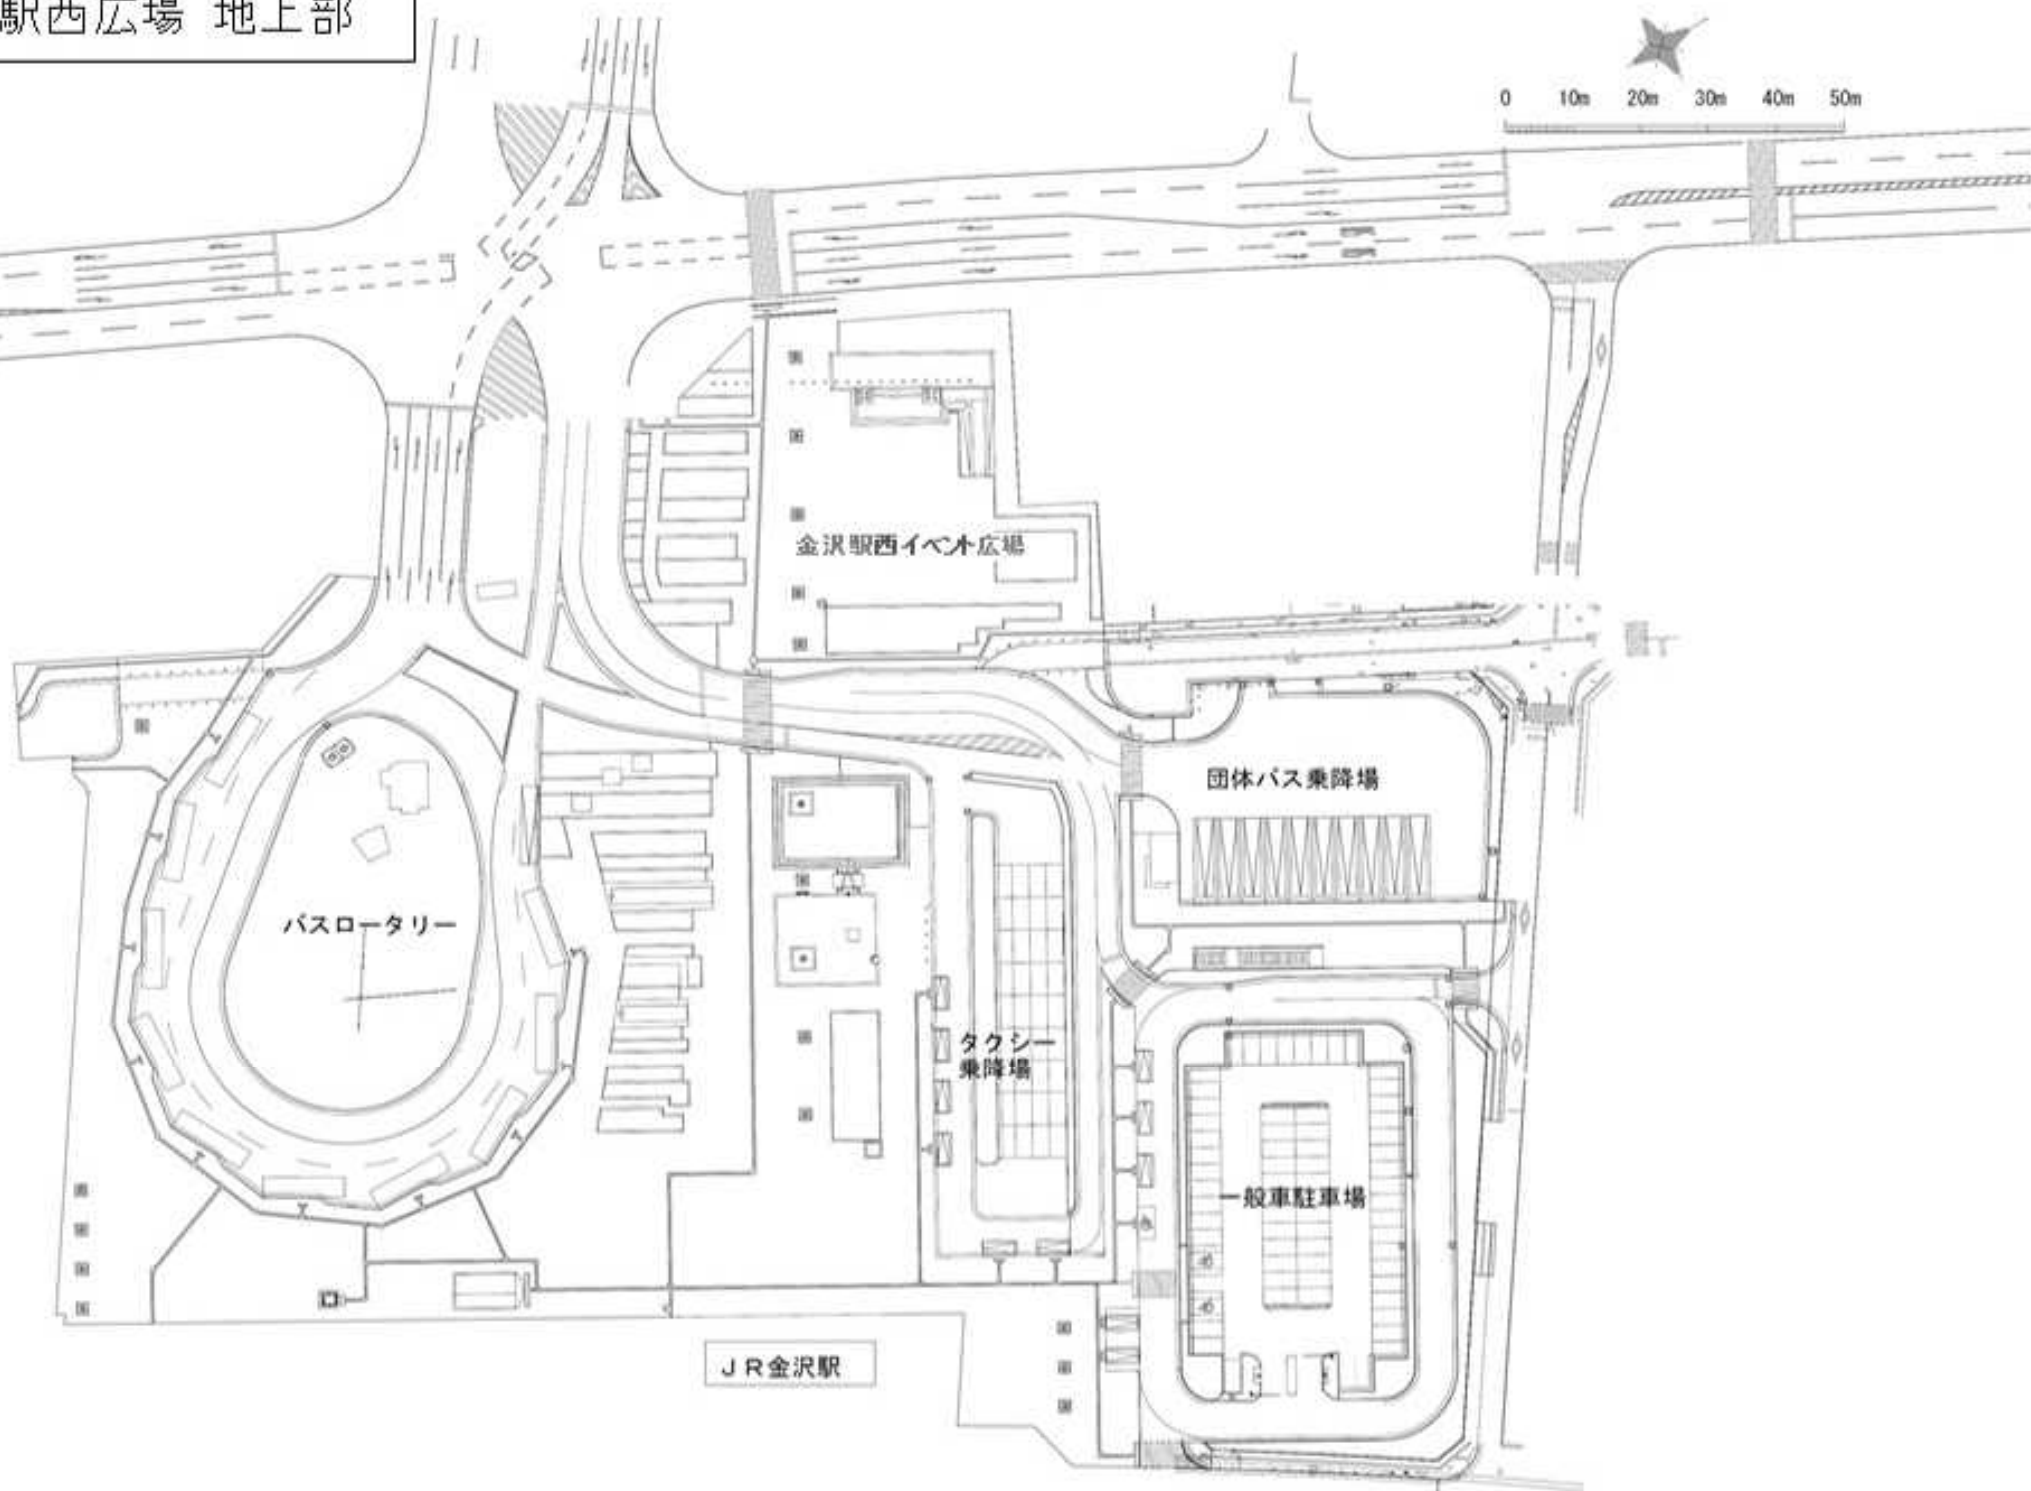 駅西広場 地上部
0 10m 20m 30m 40m 50m
金沢駅西イベント広場
団体バス乗降場
バスロータリー
タクシー
乗降場
一般車駐車場
JR金沢駅